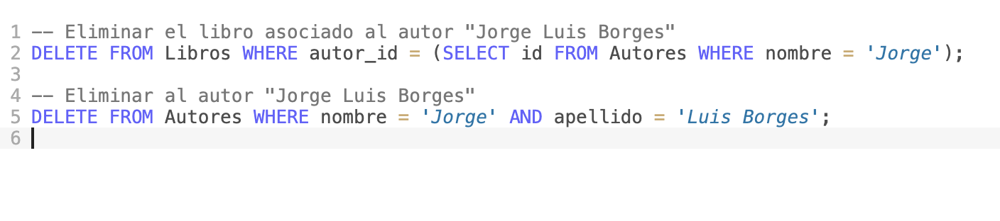 1 -- Eliminar el libro asociado al autor "Jorge Luis Borges"
2 DELETE FROM Libros WHERE autor_id = (SELECT id FROM Autores WHERE nombre = 'Jorge');
3
4 -- Eliminar al autor "Jorge Luis Borges"
5 DELETE FROM Autores WHERE nombre = 'Jorge' AND apellido = 'Luis Borges';
6